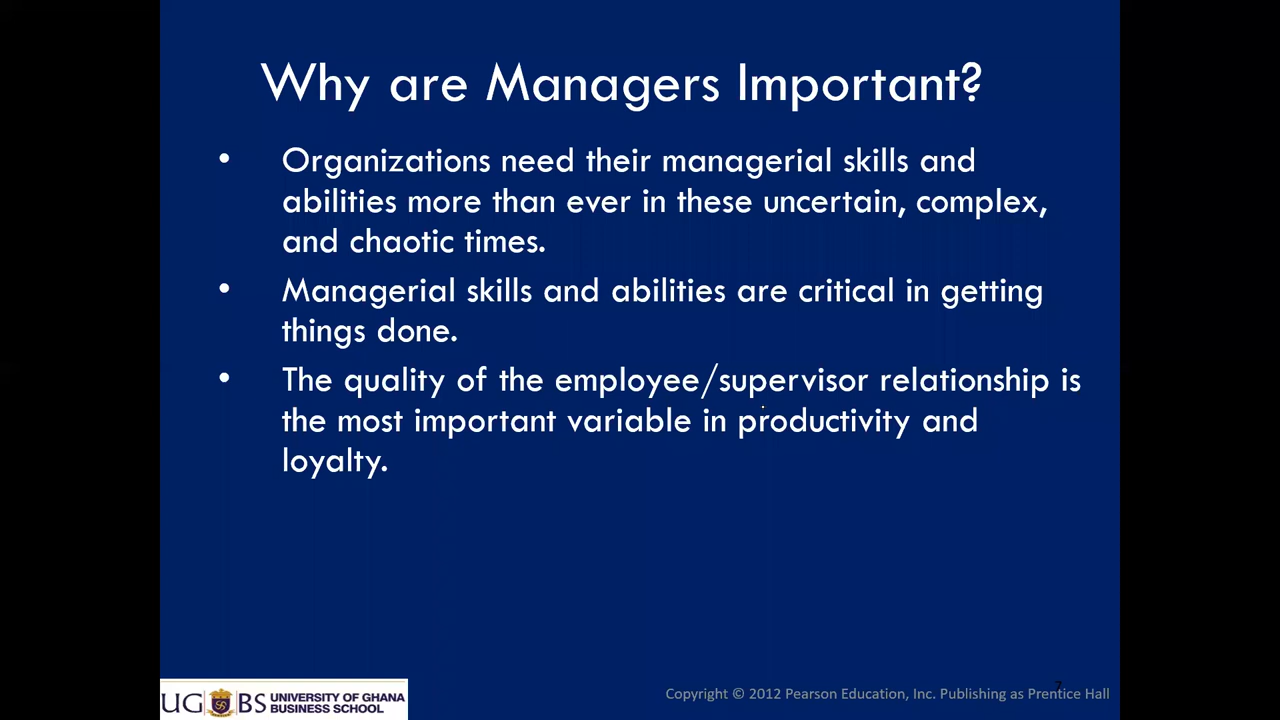 Why are Managers Important?
• Organizations need their managerial skills and
abilities more than ever in these uncertain, complex,
and chaotic times.
• Managerial skills and abilities are critical in getting
things done.
• The quality of the employee/supervisor relationship is
the most important variable in productivity and
loyalty.
7
UGBS UNIVERSITY OF GHANA
BUSINESS SCHOOL
Copyright © 2012 Pearson Education, Inc. Publishing as Prentice Hall